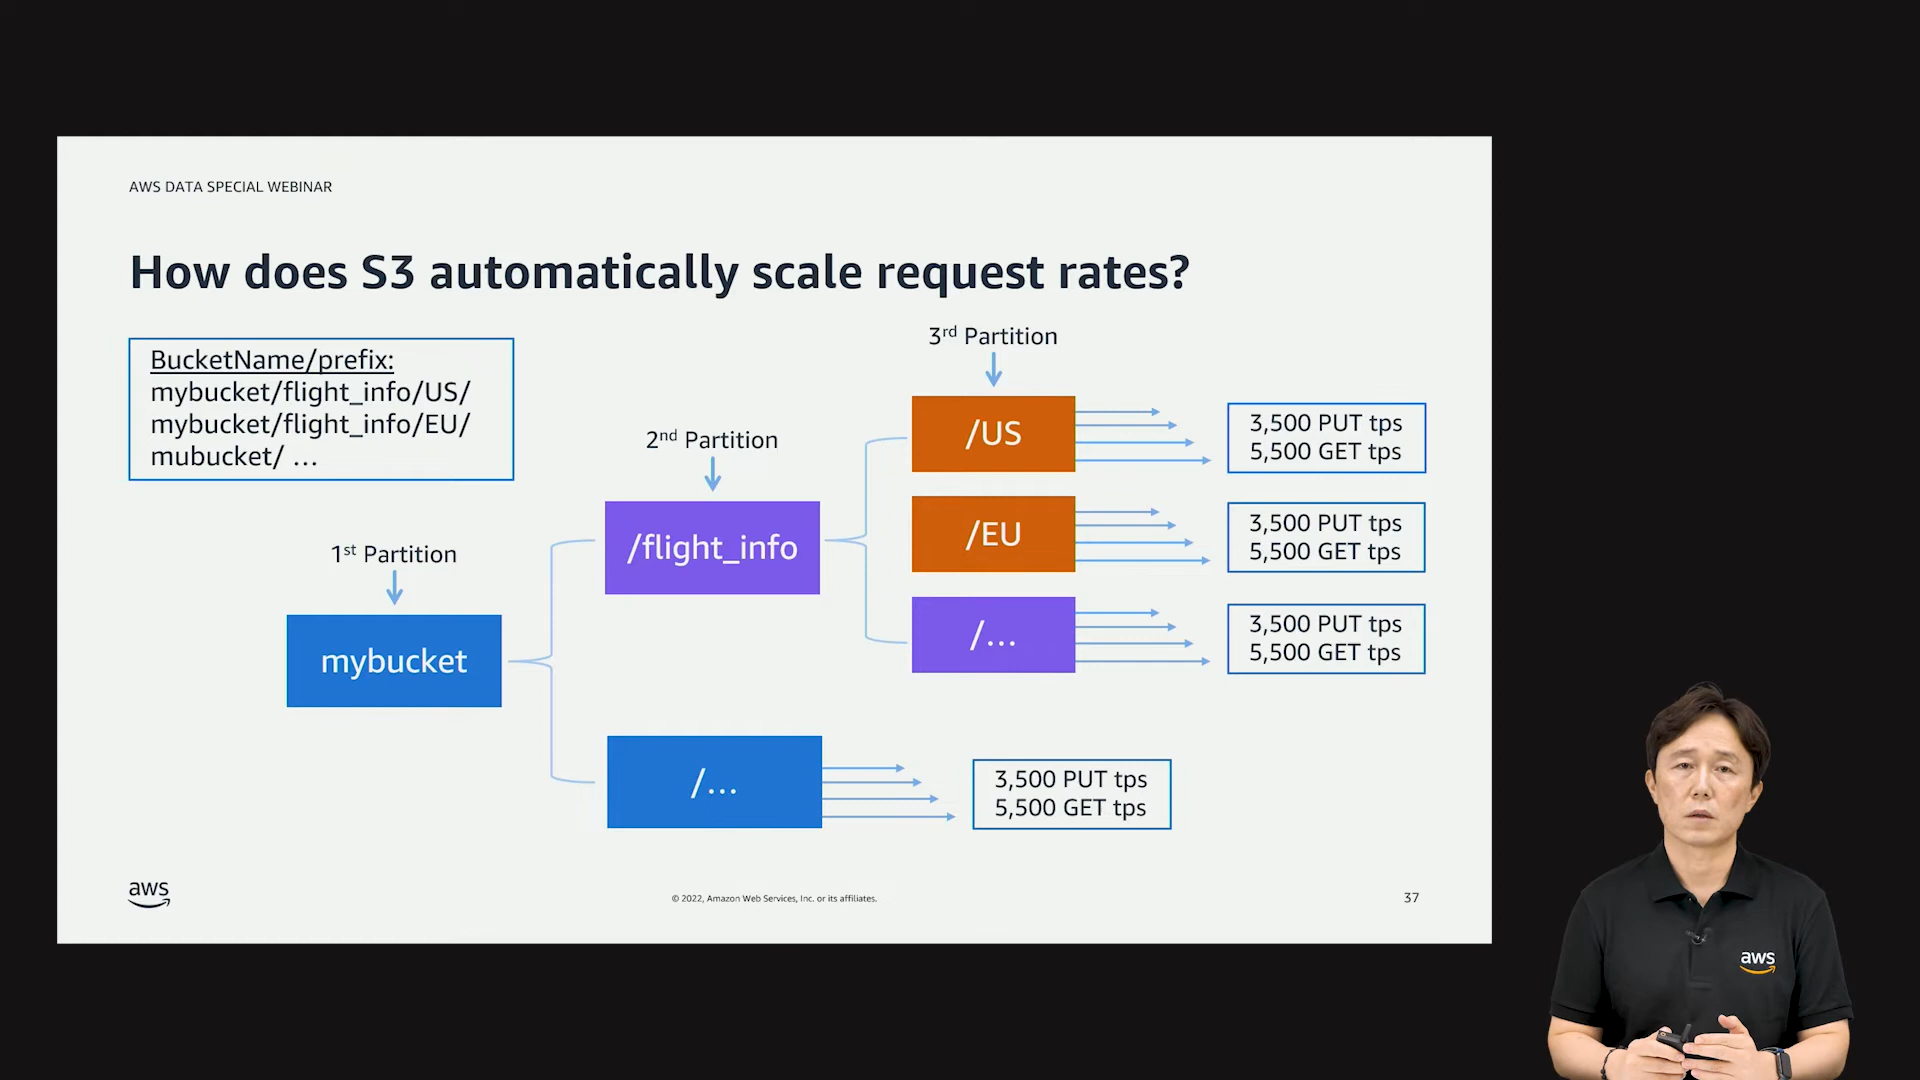 AWS DATA SPECIAL WEBINAR
How does S3 automatically scale request rates?
BucketName/prefix:
mybucket/flight_info/US/
mybucket/flight_info/EU/
mubucket/ ...
1st Partition
mybucket
2nd Partition
/flight_info
/...
3,500 PUT tps
5,500 GET tps
3rd Partition
/US
3,500 PUT tps
5,500 GET tps
/EU
3,500 PUT tps
5,500 GET tps
/...
3,500 PUT tps
5,500 GET tps
aws
© 2022, Amazon Web Services, Inc. or its affiliates.
37
aws